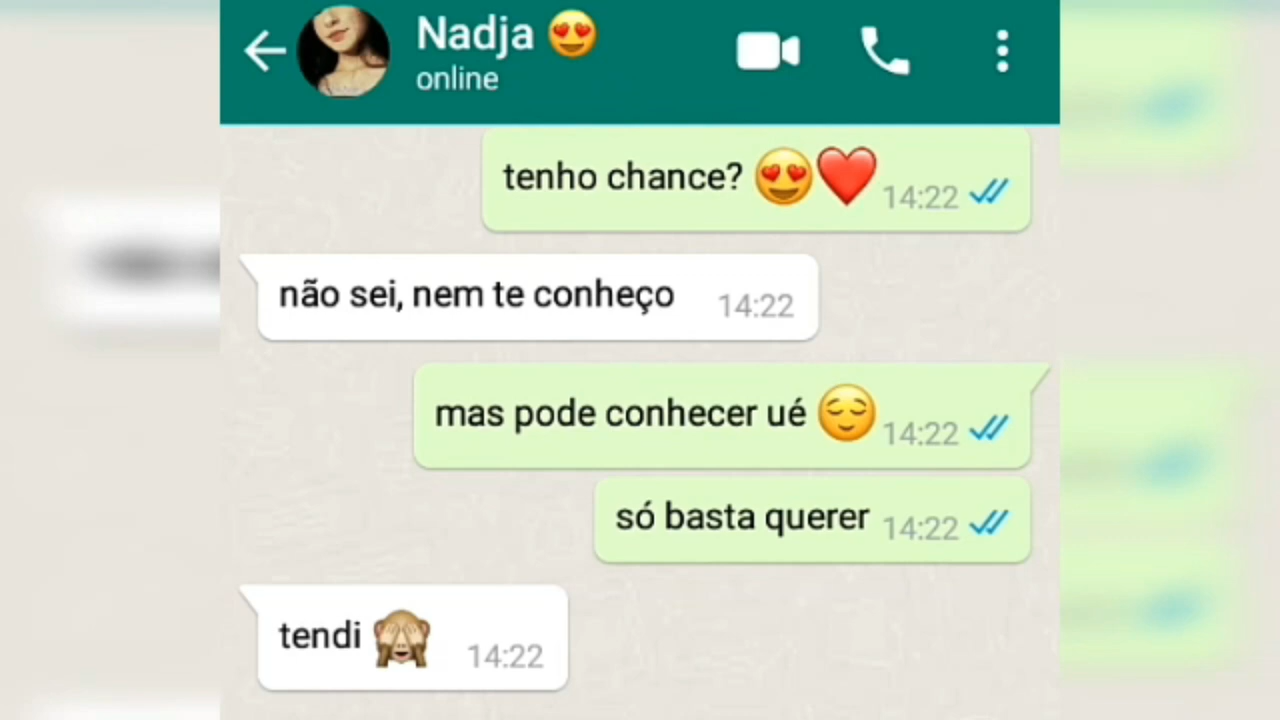 Nadja 😍
online
tenho chance? 😍❤️ 14:22
não sei, nem te conheço 14:22
mas pode conhecer ué 😌 14:22
só basta querer 14:22
tendi 🙈 14:22